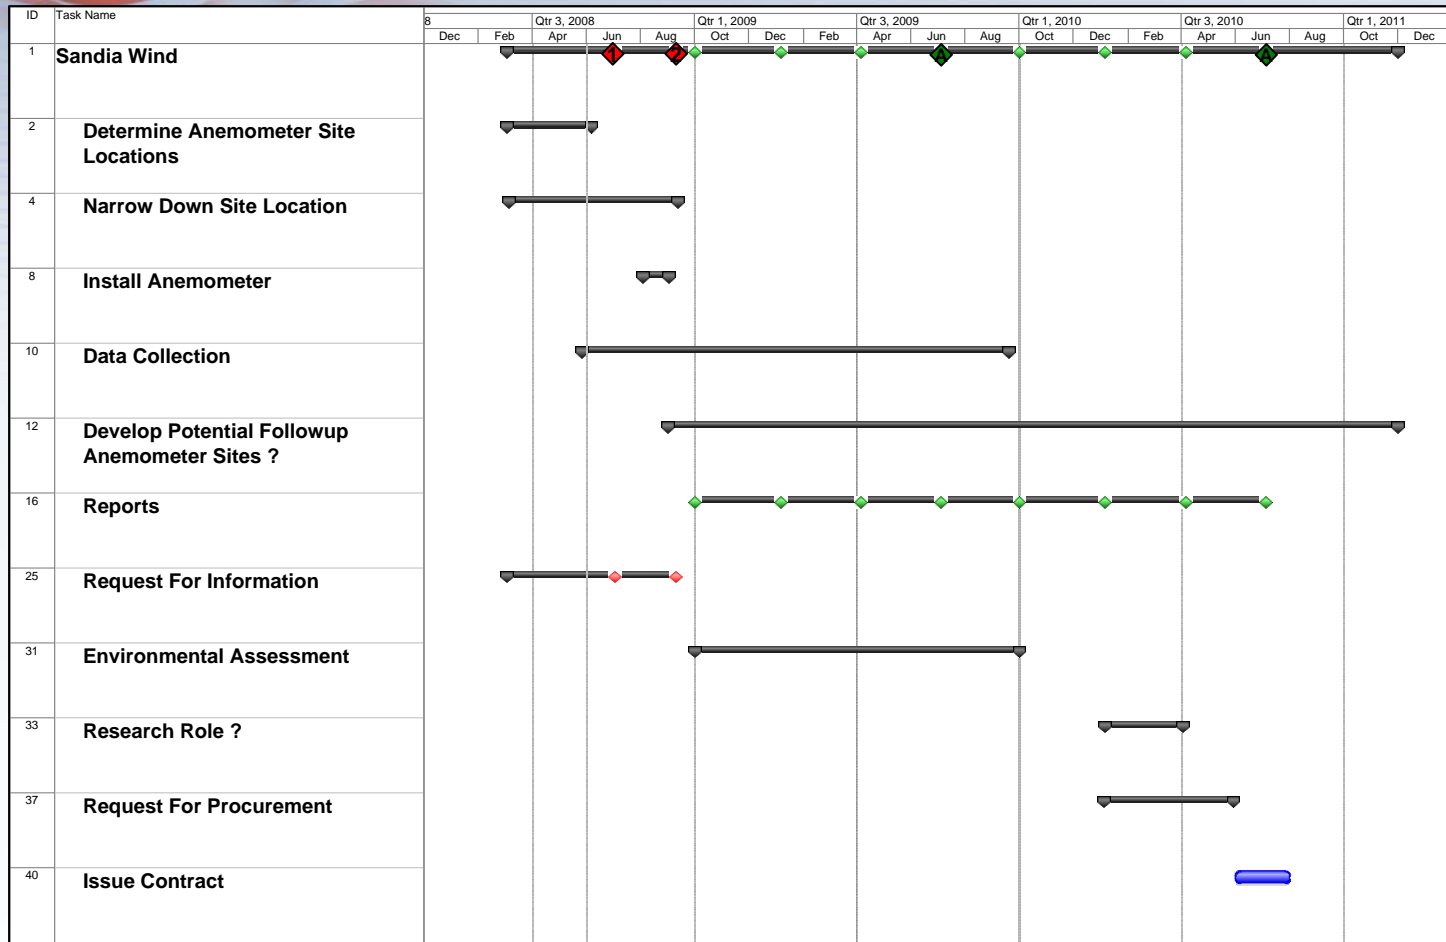 ID Task Name 8 Qtr 3, 2008 Qtr 1, 2009 Qtr 3, 2009 Qtr 1, 2010 Qtr 3, 2010 Qtr 1, 2011
Dec Feb Apr Jun Aug Oct Dec Feb Apr Jun Aug Oct Dec Feb Apr Jun Aug Oct Dec
1 Sandia Wind 1 2 A A
2 Determine Anemometer Site
Locations
4 Narrow Down Site Location
8 Install Anemometer
10 Data Collection
12 Develop Potential Followup
Anemometer Sites ?
16 Reports
25 Request For Information
31 Environmental Assessment
33 Research Role ?
37 Request For Procurement
40 Issue Contract